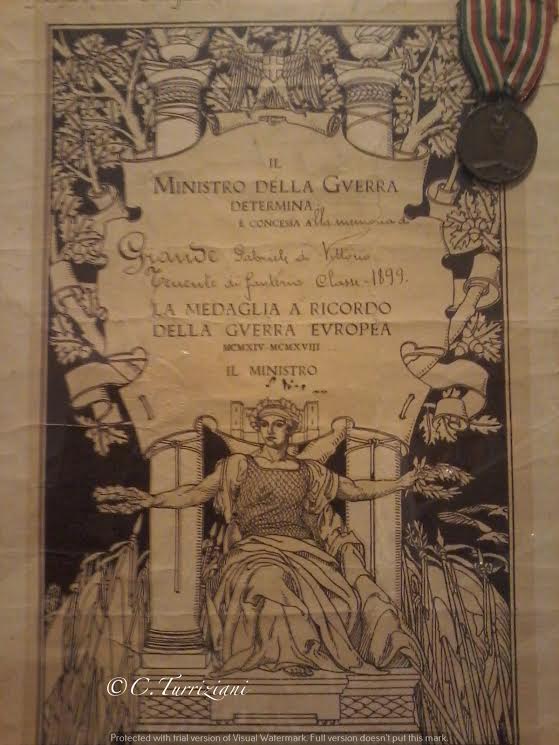 IL
MINISTRO DELLA GVERRA
DETERMINA:
È CONCESSA Alla memoria di
Grande Gabriele di Vittorio
Tenente di fanteria Classe 1899.
LA MEDAGLIA A RICORDO
DELLA GVERRA EVROPEA
MCMXIV-MCMXVIII
IL MINISTRO
© C. Turriziani
Protected with trial version of Visual Watermark. Full version doesn't put this mark.